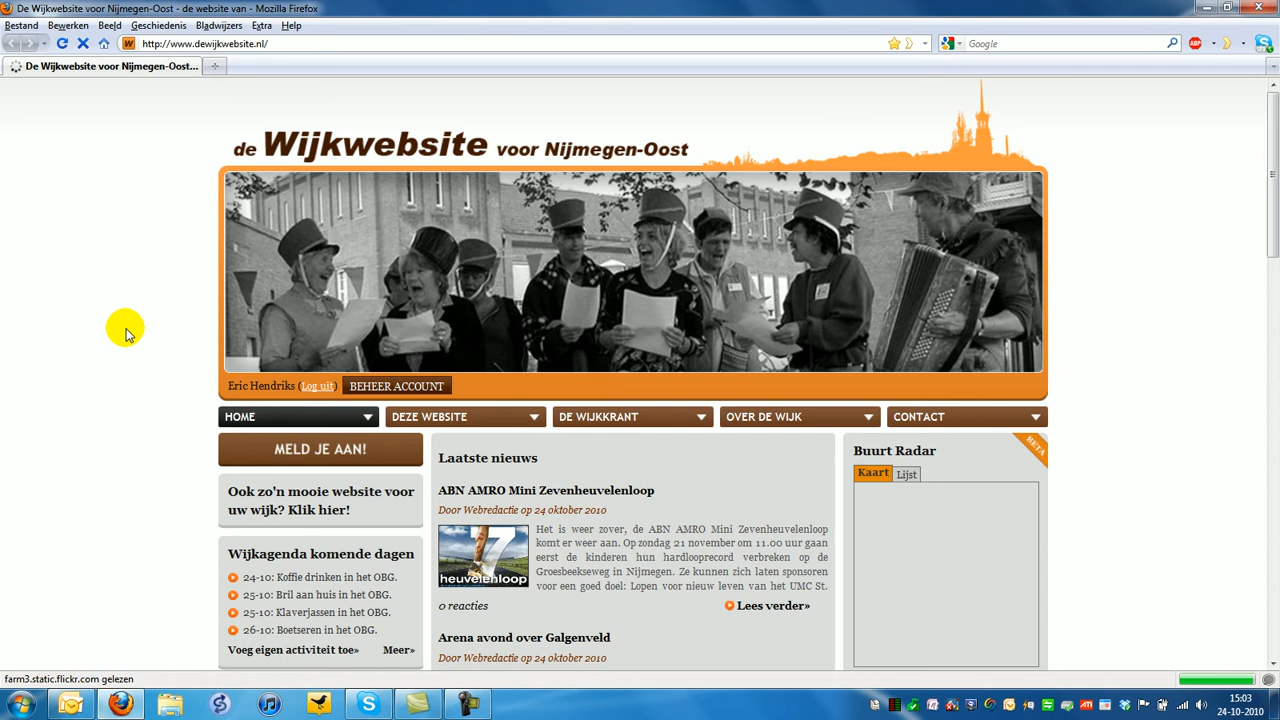 De Wijkwebsite voor Nijmegen-Oost - de website van - Mozilla Firefox
Bestand Bewerken Beeld Geschiedenis Bladwijzers Extra Help
http://www.dewijkwebsite.nl/
Google
ABP
De Wijkwebsite voor Nijmegen-Oost...
de Wijkwebsite voor Nijmegen-Oost
Eric Hendriks (Log uit) BEHEER ACCOUNT
HOME DEZE WEBSITE DE WIJKKRANT OVER DE WIJK CONTACT
MELD JE AAN!
Ook zo'n mooie website voor
uw wijk? Klik hier!
Wijkagenda komende dagen
24-10: Koffie drinken in het OBG.
25-10: Bril aan huis in het OBG.
25-10: Klaverjassen in het OBG.
26-10: Boetseren in het OBG.
Voeg eigen activiteit toe» Meer»
Laatste nieuws
ABN AMRO Mini Zevenheuvelenloop
Door Webredactie op 24 oktober 2010
7
heuvelenloop
Het is weer zover, de ABN AMRO Mini Zevenheuvelenloop
komt er weer aan. Op zondag 21 november om 11.00 uur gaan
eerst de kinderen hun hardlooprecord verbreken op de
Groesbeekseweg in Nijmegen. Ze kunnen zich laten sponsoren
voor een goed doel: Lopen voor nieuw leven van het UMC St.
0 reacties Lees verder»
Arena avond over Galgenveld
Door Webredactie op 24 oktober 2010
Buurt Radar
BETA
Kaart Lijst
farm3.static.flickr.com gelezen
15:03
24-10-2010